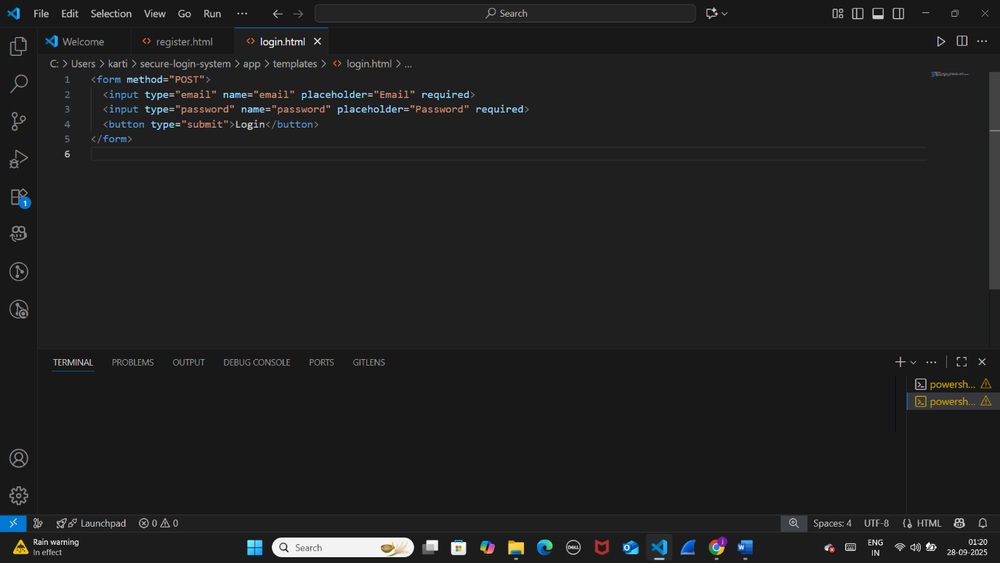 File Edit Selection View Go Run ··· Search
Welcome register.html login.html
C: > Users > karti > secure-login-system > app > templates > login.html > ...
1 <form method="POST">
2 <input type="email" name="email" placeholder="Email" required>
3 <input type="password" name="password" placeholder="Password" required>
4 <button type="submit">Login</button>
5 </form>
6
TERMINAL PROBLEMS OUTPUT DEBUG CONSOLE PORTS GITLENS
powersh...
powersh...
1
Launchpad 0 0 Spaces: 4 UTF-8 HTML
Rain warning
In effect
Search
DELL
J
ENG
IN
01:20
28-09-2025